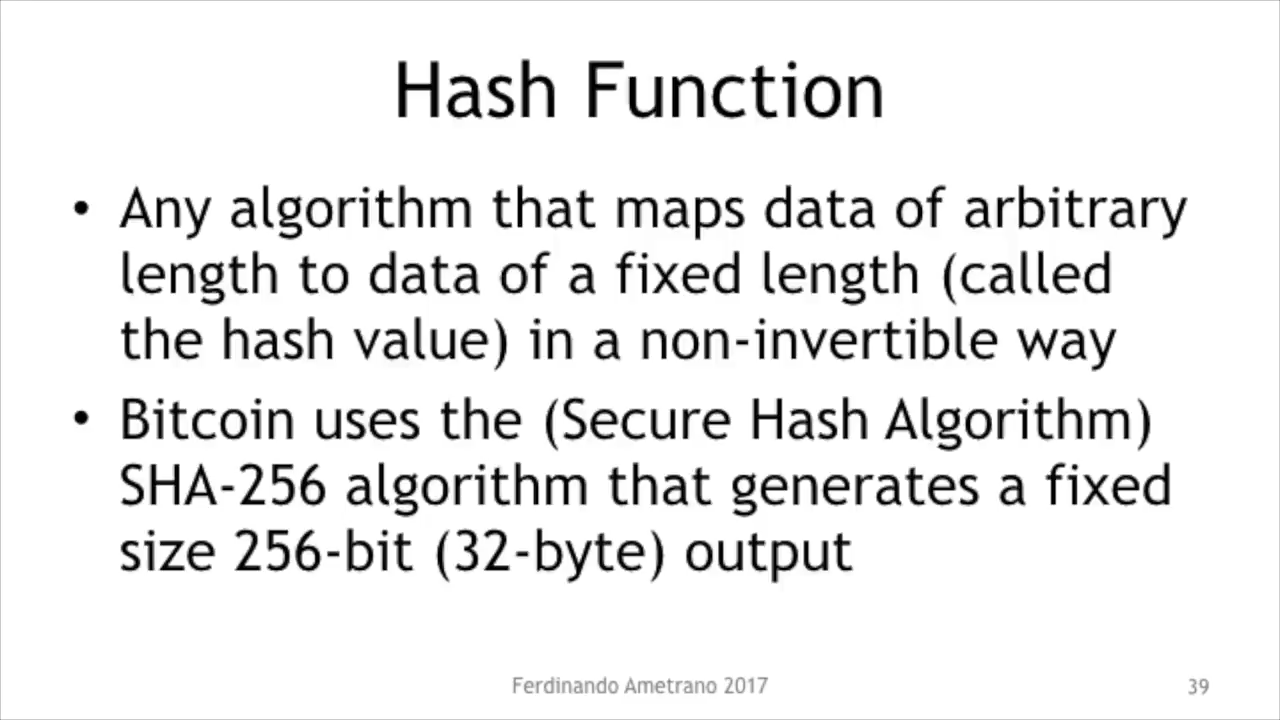 Hash Function
• Any algorithm that maps data of arbitrary
length to data of a fixed length (called
the hash value) in a non-invertible way
• Bitcoin uses the (Secure Hash Algorithm)
SHA-256 algorithm that generates a fixed
size 256-bit (32-byte) output
Ferdinando Ametrano 2017
39